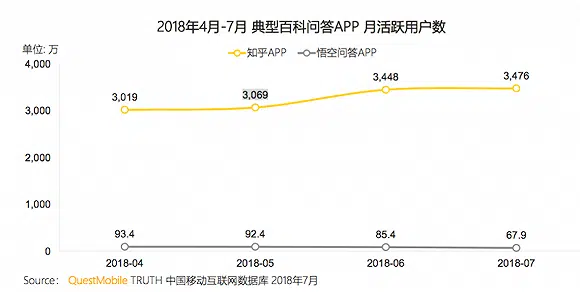 2018年4月-7月 典型百科问答APP 月活跃用户数
单位: 万
知乎APP 悟空问答APP
4,000
3,000
2,000
1,000
0
3,019 3,069 3,448 3,476
93.4 92.4 85.4 67.9
2018-04 2018-05 2018-06 2018-07
Source： QuestMobile TRUTH 中国移动互联网数据库 2018年7月